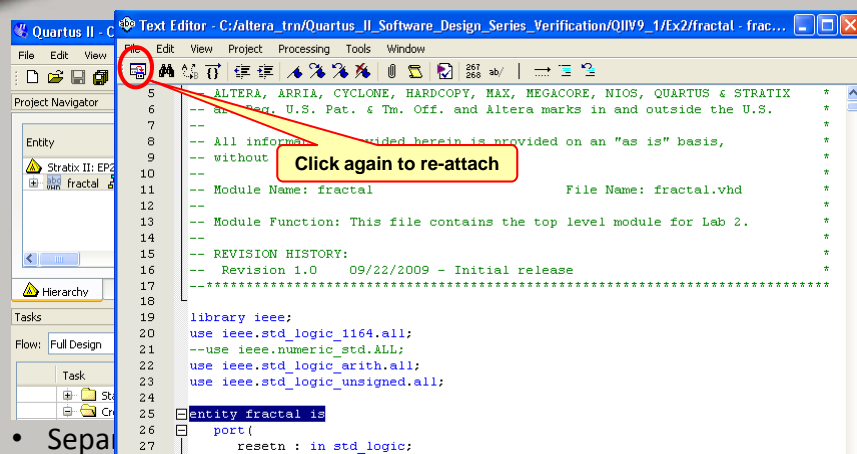 Quartus II - C
File Edit View
Project Navigator
Entity
Stratix II: EP2
fractal
Hierarchy
Tasks
Flow: Full Design
Task
Sta
Cre
• Separ
Text Editor - C:/altera_trn/Quartus_II_Software_Design_Series_Verification/QIIV9_1/Ex2/fractal - frac...
File Edit View Project Processing Tools Window
267 268 ab/
5 -- ALTERA, ARRIA, CYCLONE, HARDCOPY, MAX, MEGACORE, NIOS, QUARTUS & STRATIX *
6 -- are Reg. U.S. Pat. & Tm. Off. and Altera marks in and outside the U.S. *
7 -- *
8 -- All information provided herein is provided on an "as is" basis, *
9 -- without *
Click again to re-attach
10 -- *
11 -- Module Name: fractal File Name: fractal.vhd *
12 -- *
13 -- Module Function: This file contains the top level module for Lab 2. *
14 -- *
15 -- REVISION HISTORY: *
16 -- Revision 1.0 09/22/2009 - Initial release *
17 --******************************************************************************
18
19 library ieee;
20 use ieee.std_logic_1164.all;
21 --use ieee.numeric_std.ALL;
22 use ieee.std_logic_arith.all;
23 use ieee.std_logic_unsigned.all;
24
25 entity fractal is
26 port(
27 resetn : in std_logic;